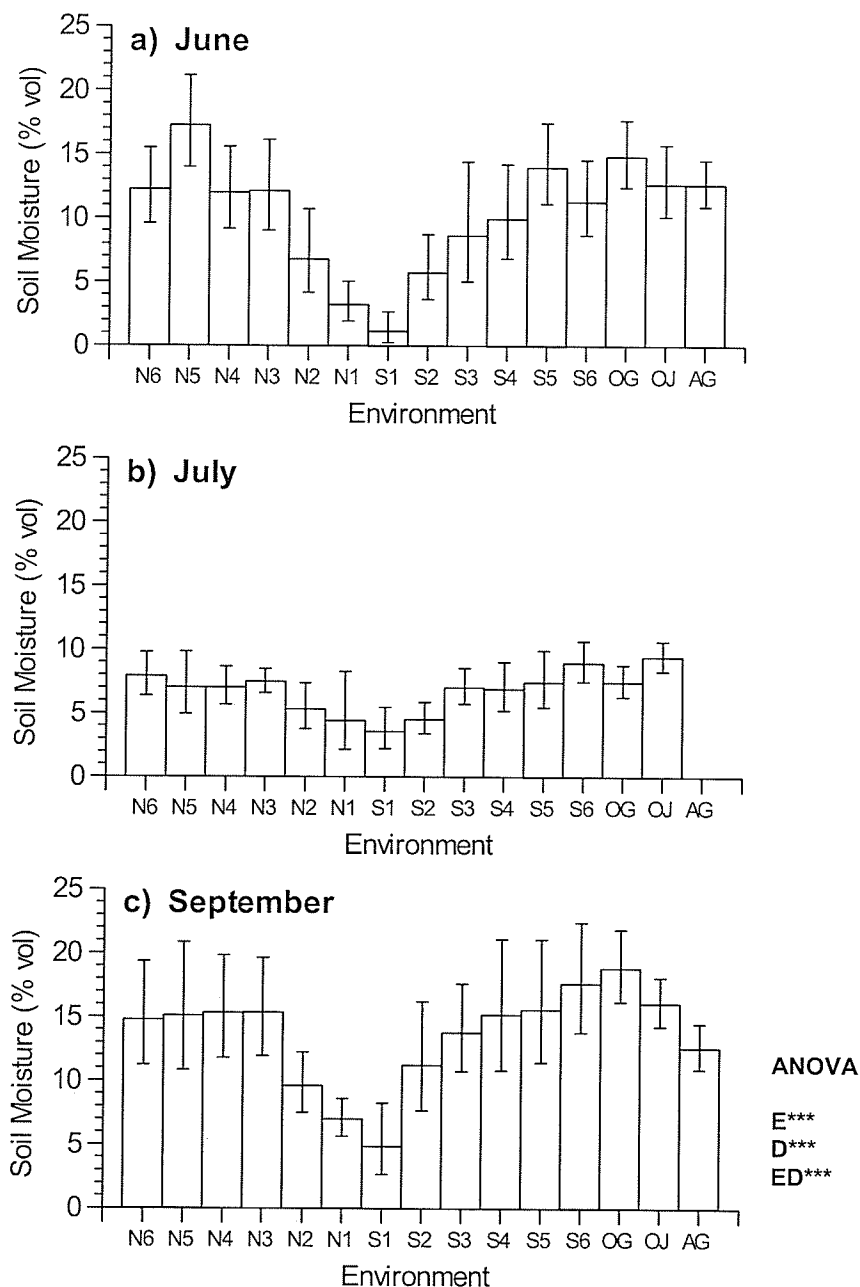 a) June
25
20
15
10
5
0
Soil Moisture (% vol)
N6 N5 N4 N3 N2 N1 S1 S2 S3 S4 S5 S6 OG OJ AG
Environment
b) July
25
20
15
10
5
0
Soil Moisture (% vol)
N6 N5 N4 N3 N2 N1 S1 S2 S3 S4 S5 S6 OG OJ AG
Environment
c) September
25
20
15
10
5
0
Soil Moisture (% vol)
N6 N5 N4 N3 N2 N1 S1 S2 S3 S4 S5 S6 OG OJ AG
Environment
ANOVA
E***
D***
ED***